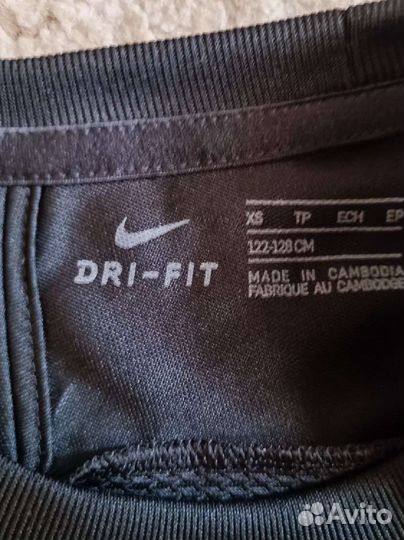 XS TP ECH EP
122-128 CM
DRI-FIT
MADE IN CAMBODIA
FABRIQUE AU CAMBODGE
Avito